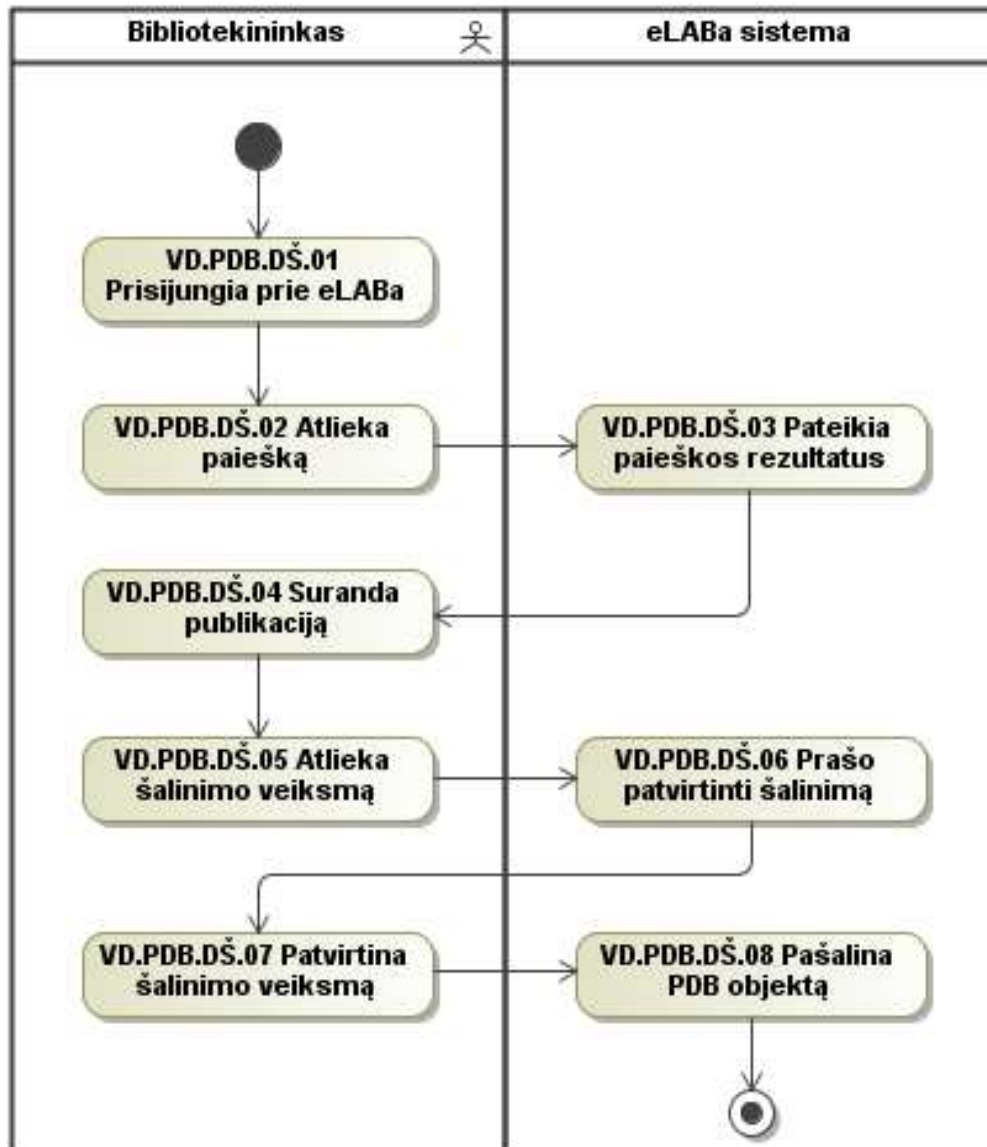 Bibliotekininkas
eLABa sistema
VD.PDB.DŠ.01
Prisijungia prie eLABa
VD.PDB.DŠ.02 Atlieka
paiešką
VD.PDB.DŠ.03 Pateikia
paieškos rezultatus
VD.PDB.DŠ.04 Suranda
publikaciją
VD.PDB.DŠ.05 Atlieka
šalinimo veiksmą
VD.PDB.DŠ.06 Prašo
patvirtinti šalinimą
VD.PDB.DŠ.07 Patvirtina
šalinimo veiksmą
VD.PDB.DŠ.08 Pašalina
PDB objektą